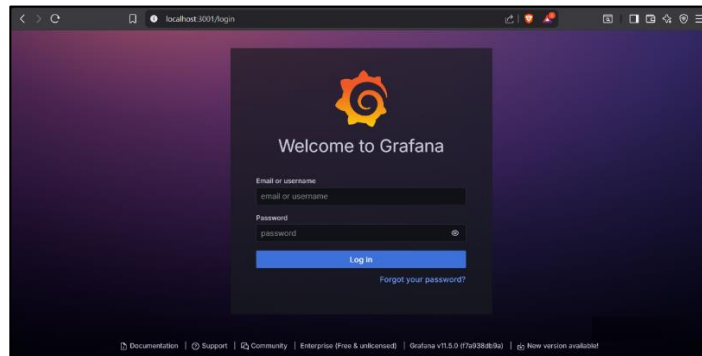 localhost:3001/login
Welcome to Grafana
Email or username
email or username
Password
password
Log in
Forgot your password?
Documentation | Support | Community | Enterprise (Free & unlicensed) | Grafana v11.5.0 (f7a938db9a) | New version available!